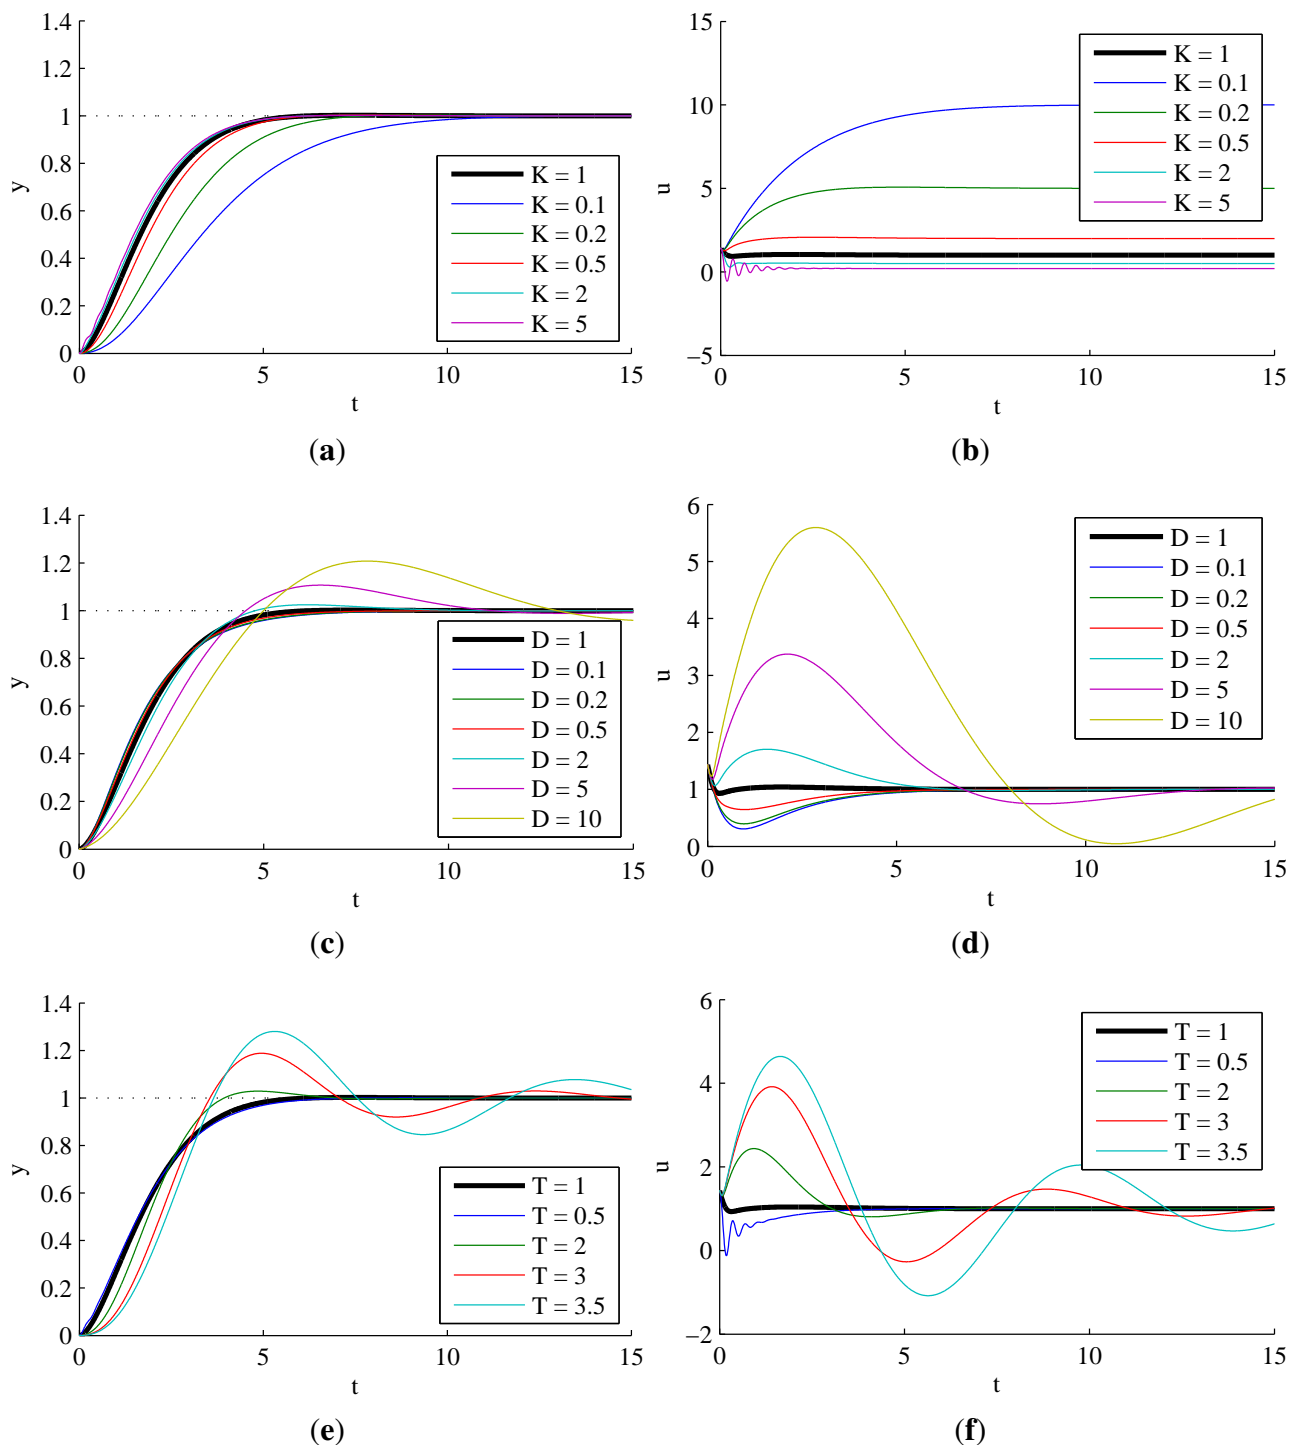 1.4
1.2
1
0.8
0.6
0.4
0.2
0
y
0
5
10
15
t
K = 1
K = 0.1
K = 0.2
K = 0.5
K = 2
K = 5
(a)
15
10
5
0
−5
u
0
5
10
15
t
K = 1
K = 0.1
K = 0.2
K = 0.5
K = 2
K = 5
(b)
1.4
1.2
1
0.8
0.6
0.4
0.2
0
y
0
5
10
15
t
D = 1
D = 0.1
D = 0.2
D = 0.5
D = 2
D = 5
D = 10
(c)
6
5
4
3
2
1
0
u
0
5
10
15
t
D = 1
D = 0.1
D = 0.2
D = 0.5
D = 2
D = 5
D = 10
(d)
1.4
1.2
1
0.8
0.6
0.4
0.2
0
y
0
5
10
15
t
T = 1
T = 0.5
T = 2
T = 3
T = 3.5
(e)
6
4
2
0
−2
u
0
5
10
15
t
T = 1
T = 0.5
T = 2
T = 3
T = 3.5
(f)